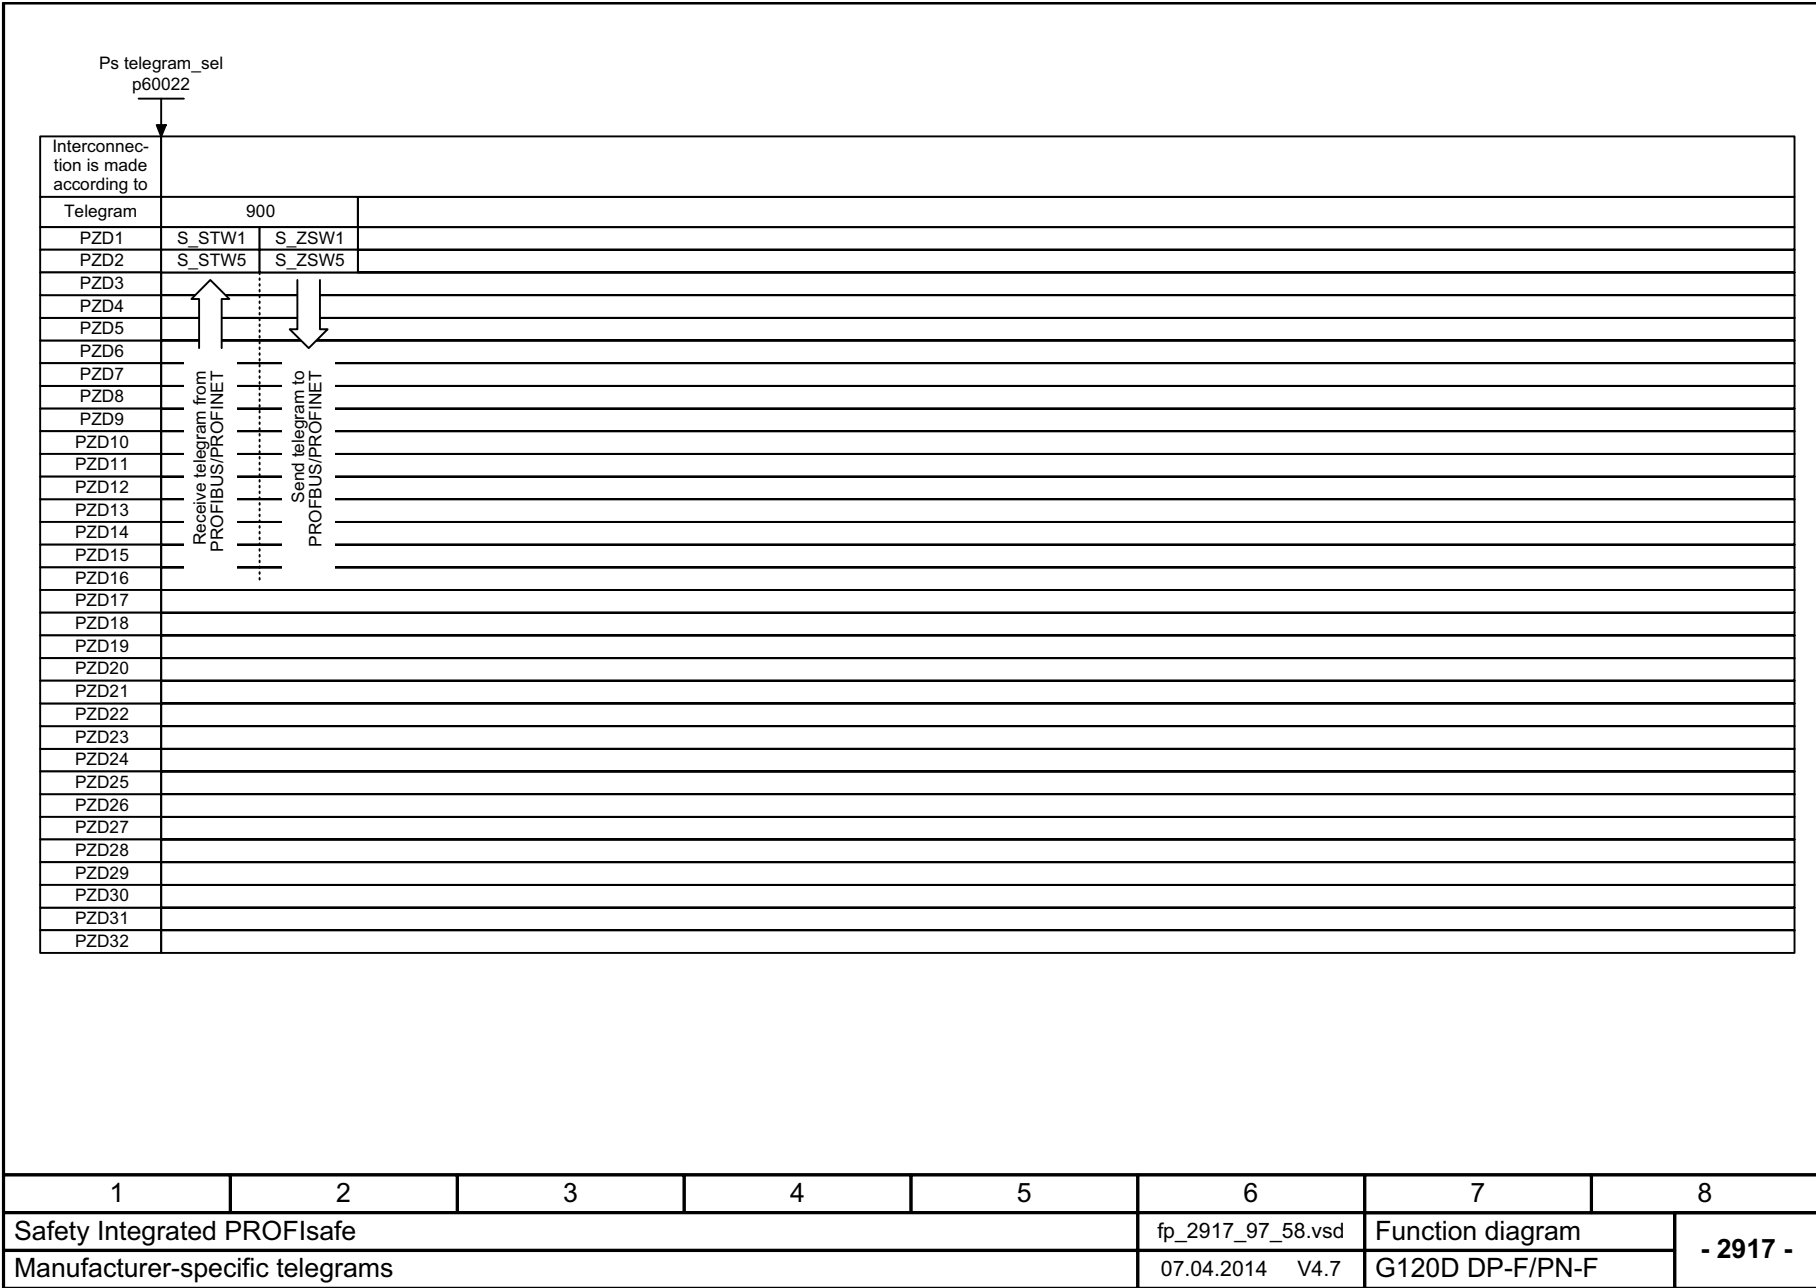 Ps telegram_sel
p60022
Interconnec-
tion is made
according to
Telegram 900
PZD1 S_STW1 S_ZSW1
PZD2 S_STW5 S_ZSW5
PZD3
PZD4
PZD5
PZD6
PZD7
PZD8
PZD9
PZD10
PZD11
PZD12
PZD13
PZD14
PZD15
PZD16
PZD17
PZD18
PZD19
PZD20
PZD21
PZD22
PZD23
PZD24
PZD25
PZD26
PZD27
PZD28
PZD29
PZD30
PZD31
PZD32
Receive telegram from
PROFIBUS/PROFINET
Send telegram to
PROFBUS/PROFINET
1 2 3 4 5 6 7 8
Safety Integrated PROFIsafe fp_2917_97_58.vsd Function diagram
- 2917 -
Manufacturer-specific telegrams 07.04.2014 V4.7 G120D DP-F/PN-F